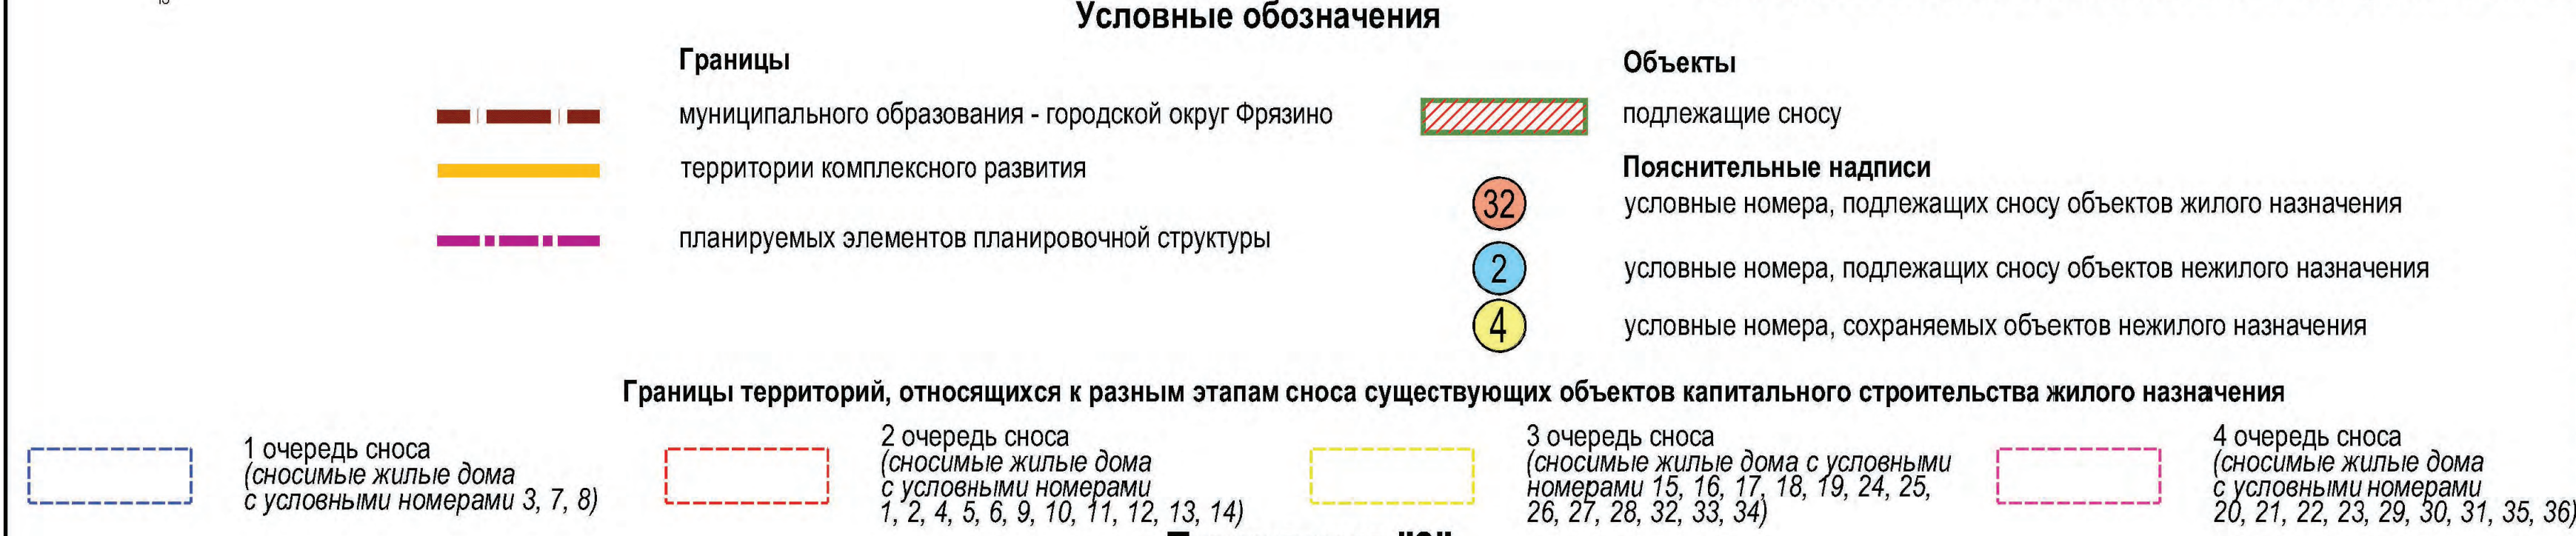 Условные обозначения
Границы
муниципального образования - городской округ Фрязино
территории комплексного развития
планируемых элементов планировочной структуры
Объекты
подлежащие сносу
Пояснительные надписи
32 условные номера, подлежащих сносу объектов жилого назначения
2 условные номера, подлежащих сносу объектов нежилого назначения
4 условные номера, сохраняемых объектов нежилого назначения
Границы территорий, относящихся к разным этапам сноса существующих объектов капитального строительства жилого назначения
1 очередь сноса
(сносимые жилые дома
с условными номерами 3, 7, 8)
2 очередь сноса
(сносимые жилые дома
с условными номерами
1, 2, 4, 5, 6, 9, 10, 11, 12, 13, 14)
3 очередь сноса
(сносимые жилые дома с условными
номерами 15, 16, 17, 18, 19, 24, 25,
26, 27, 28, 32, 33, 34)
4 очередь сноса
(сносимые жилые дома
с условными номерами
20, 21, 22, 23, 29, 30, 31, 35, 36)